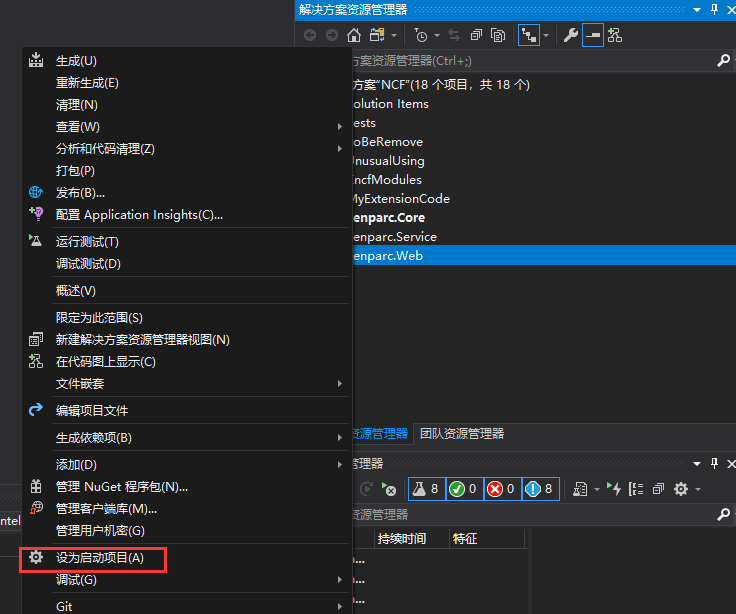 解决方案资源管理器
方案资源管理器(Ctrl+;)
方案"NCF"(18 个项目，共 18 个)
olution Items
ests
oBeRemove
UnusualUsing
EncfModules
MyExtensionCode
enparc.Core
enparc.Service
enparc.Web
生成(U)
重新生成(E)
清理(N)
查看(W)
分析和代码清理(Z)
打包(P)
发布(B)...
配置 Application Insights(C)...
运行测试(T)
调试测试(D)
概述(V)
限定为此范围(S)
新建解决方案资源管理器视图(N)
在代码图上显示(C)
文件嵌套
编辑项目文件
生成依赖项(B)
添加(D)
管理 NuGet 程序包(N)...
管理客户端库(M)...
管理用户机密(G)
设为启动项目(A)
调试(G)
Git
资源管理器 团队资源管理器
管理器
8 0 0 8
资源管理器
持续时间 特征
ntel